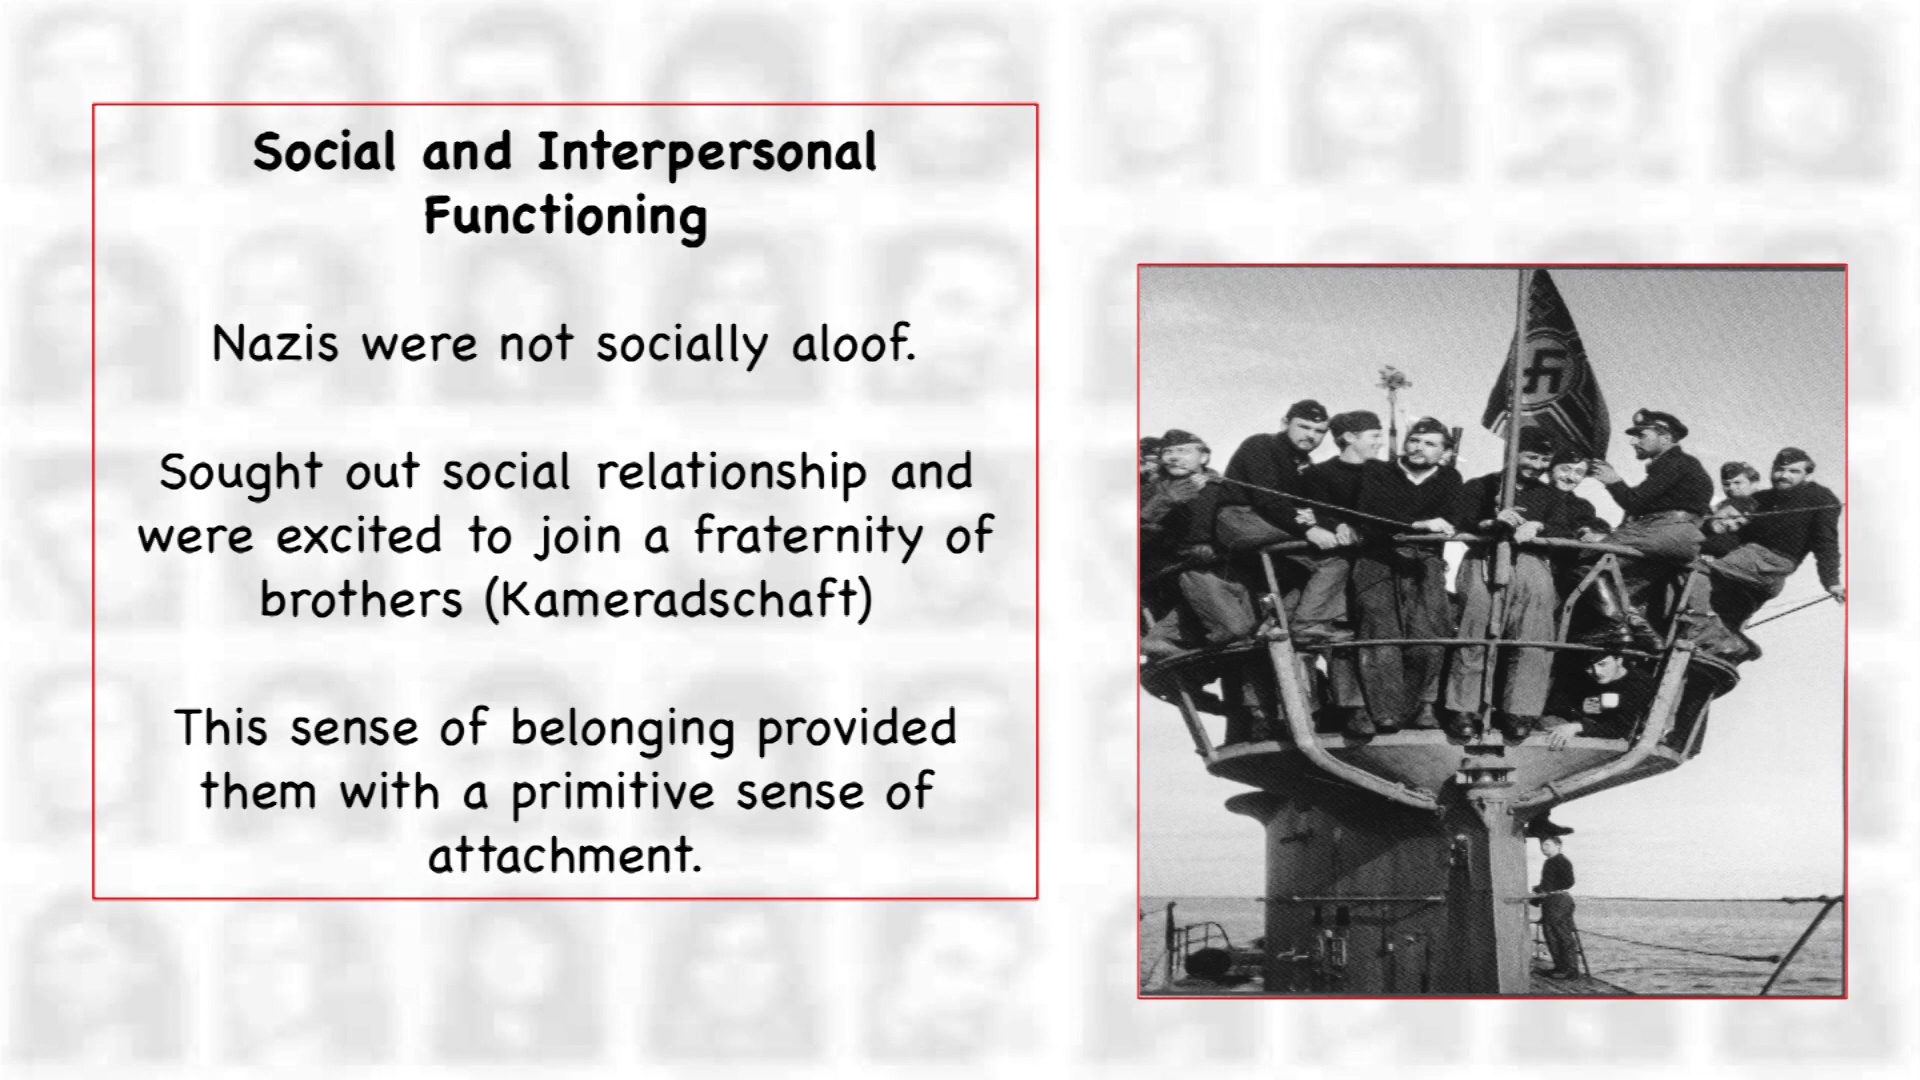 Social and Interpersonal
Functioning
Nazis were not socially aloof.
Sought out social relationship and
were excited to join a fraternity of
brothers (Kameradschaft)
This sense of belonging provided
them with a primitive sense of
attachment.